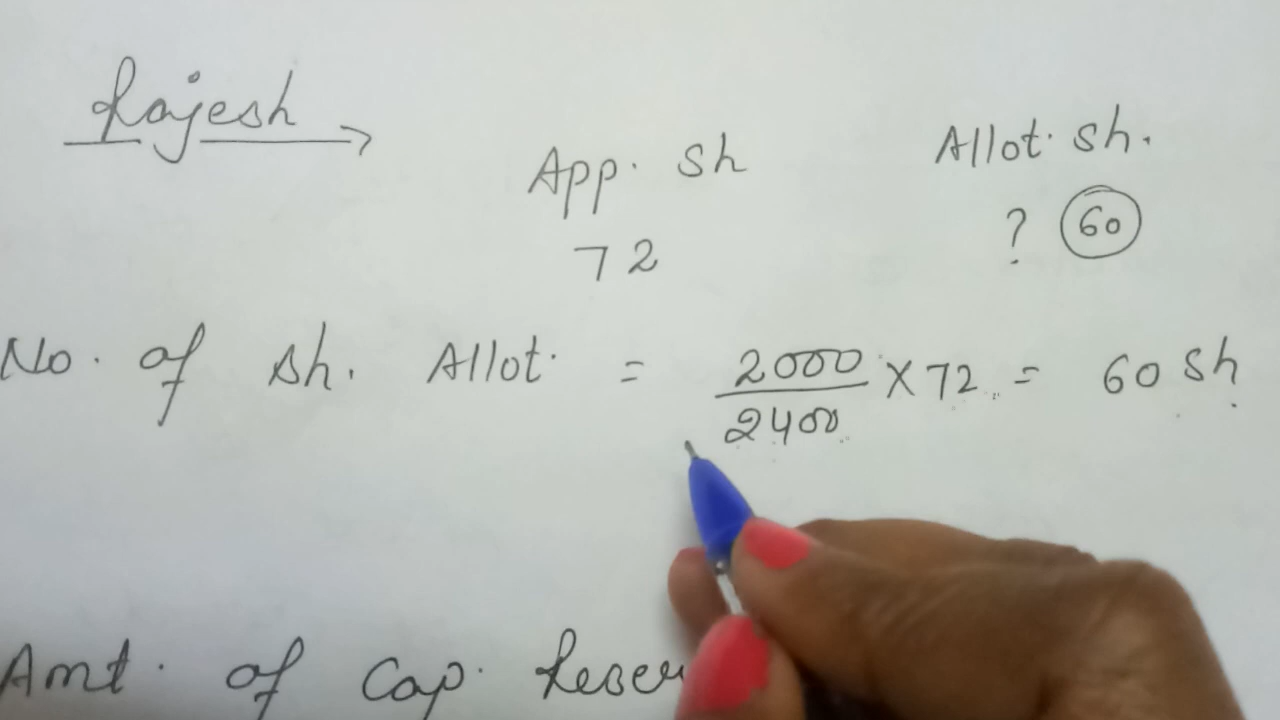 Rajesh
App. Sh Allot. Sh.
72 ? 60
No. of Sh. Allot. = 2000/2400 X 72 = 60 Sh
Amt. of Cap.